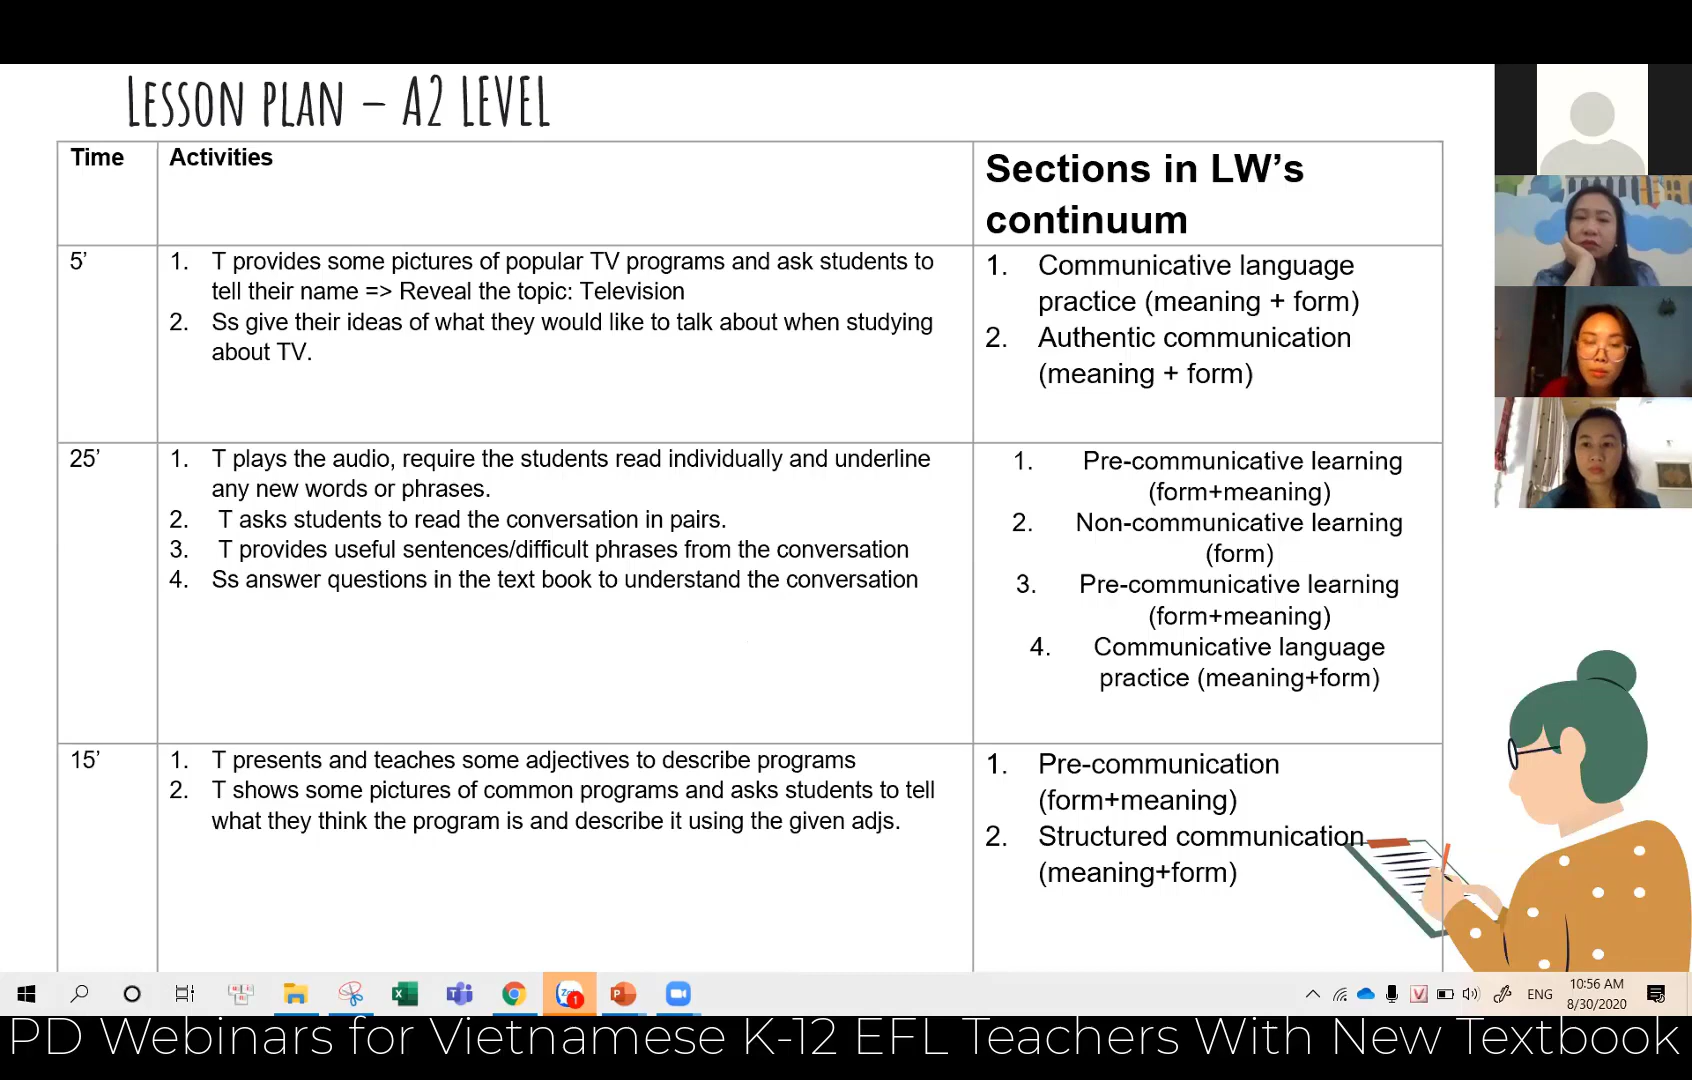 LESSON PLAN – A2 LEVEL
Time
Activities
Sections in LW's
continuum
5'
1. T provides some pictures of popular TV programs and ask students to
tell their name => Reveal the topic: Television
2. Ss give their ideas of what they would like to talk about when studying
about TV.
1. Communicative language
practice (meaning + form)
2. Authentic communication
(meaning + form)
25'
1. T plays the audio, require the students read individually and underline
any new words or phrases.
2. T asks students to read the conversation in pairs.
3. T provides useful sentences/difficult phrases from the conversation
4. Ss answer questions in the text book to understand the conversation
1. Pre-communicative learning
(form+meaning)
2. Non-communicative learning
(form)
3. Pre-communicative learning
(form+meaning)
4. Communicative language
practice (meaning+form)
15'
1. T presents and teaches some adjectives to describe programs
2. T shows some pictures of common programs and asks students to tell
what they think the program is and describe it using the given adjs.
1. Pre-communication
(form+meaning)
2. Structured communication
(meaning+form)
ENG
10:56 AM
8/30/2020
PD Webinars for Vietnamese K-12 EFL Teachers With New Textbook